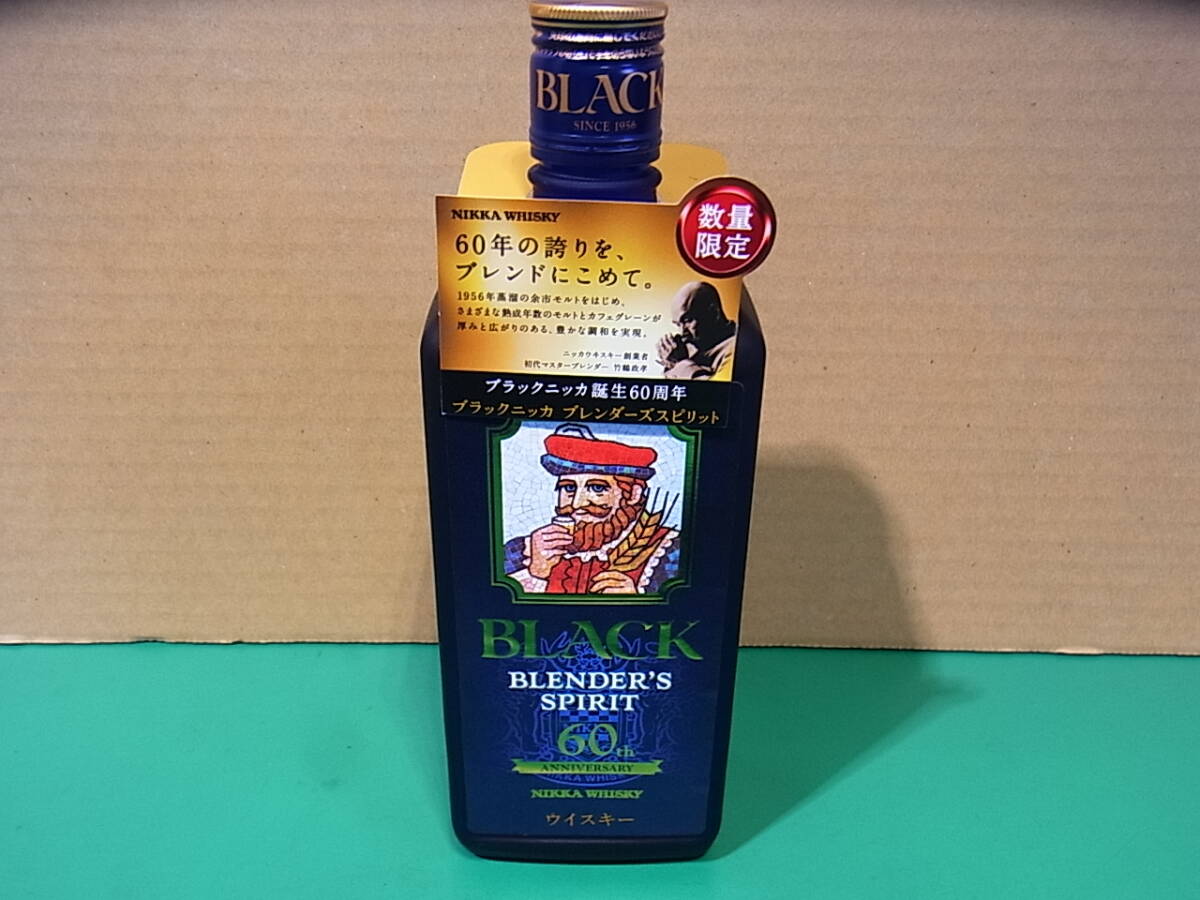 BLACK
SINCE 1956
NIKKA WHISKY
数量
限定
60年の誇りを、
ブレンドにこめて。
1956年蒸溜の余市モルトをはじめ、
さまざまな熟成年数のモルトとカフェグレーンが
厚みと広がりのある、豊かな調和を実現。
ニッカウヰスキー創業者
初代マスターブレンダー 竹鶴政孝
ブラックニッカ誕生60周年
ブラックニッカ ブレンダーズスピリット
BLACK
BLENDER'S
SPIRIT
60th
ANNIVERSARY
NIKKA WHISKY
ウイスキー